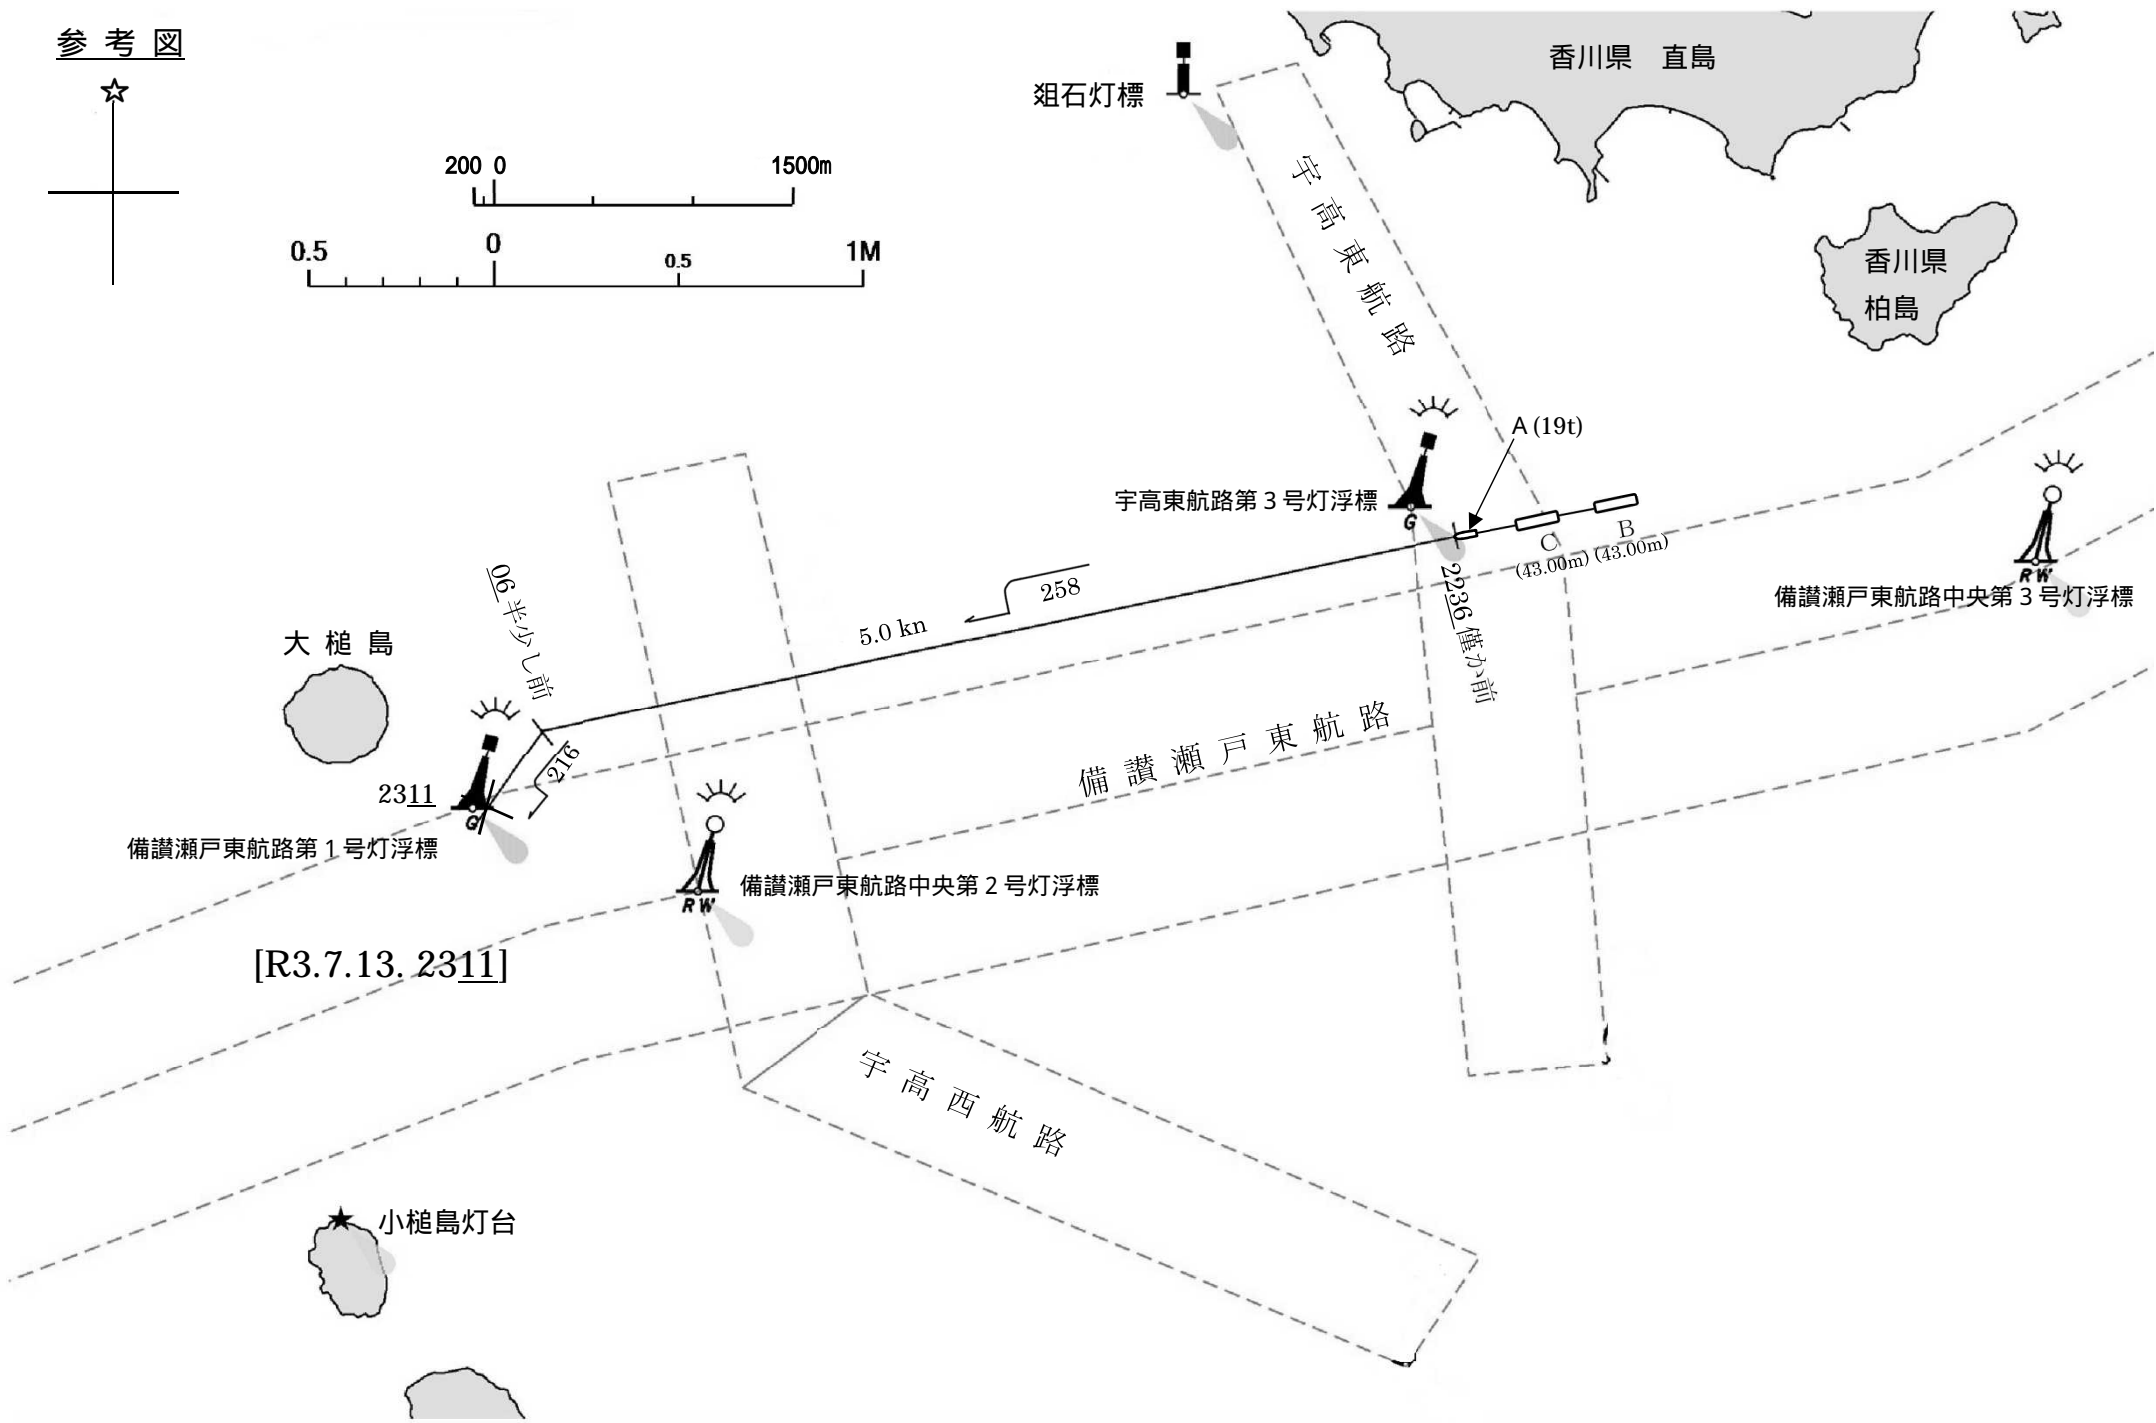 参考図
香川県 直島
俎石灯標
200 0 1500m
0.5 0 0.5 1M
宇高東航路
香川県
柏島
A (19t)
宇高東航路第3号灯浮標
G
B
C
(43.00m) (43.00m)
RW
備讃瀬戸東航路中央第3号灯浮標
258
5.0 kn
2236 僅か前
06 半少し前
大槌島
216
2311
G
備讃瀬戸東航路第1号灯浮標
備讃瀬戸東航路
備讃瀬戸東航路中央第2号灯浮標
RW
[R3.7.13. 2311]
宇高西航路
小槌島灯台